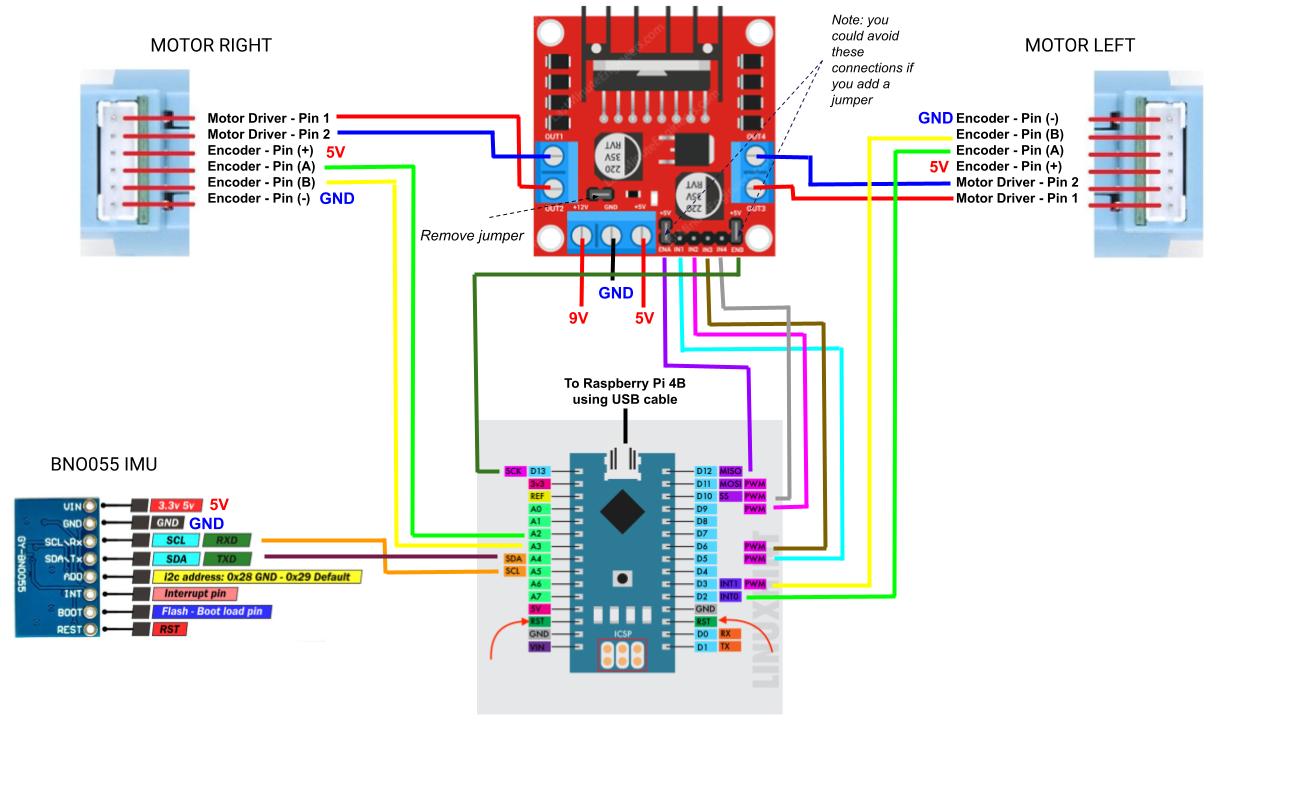 MOTOR RIGHT
Motor Driver - Pin 1
Motor Driver - Pin 2
Encoder - Pin (+) 5V
Encoder - Pin (A)
Encoder - Pin (B)
Encoder - Pin (-) GND
Note: you
could avoid
these
connections if
you add a
jumper
MOTOR LEFT
GND Encoder - Pin (-)
Encoder - Pin (B)
Encoder - Pin (A)
5V Encoder - Pin (+)
Motor Driver - Pin 2
Motor Driver - Pin 1
OUT1
OUT4
220
35V
RVT
220
35V
RVT
OUT2
+12V
GND
+5V
+5V
+5V
OUT3
ENA
IN1
IN2
IN3
IN4
ENB
Remove jumper
9V
GND
5V
To Raspberry Pi 4B
using USB cable
BNO055 IMU
GY-BNO055
VIN 3.3v 5v 5V
GND GND GND
SCL\Rx SCL RXD
SDA\Tx SDA TXD
ADD i2c address: 0x28 GND - 0x29 Default
INT Interrupt pin
BOOT Flash - Boot load pin
REST RST
SCK D13
3v3
REF
A0
A1
A2
A3
SDA A4
SCL A5
A6
A7
5V
RST
GND
VIN
ICSP
D12 MISO
D11 MOSI PWM
D10 SS PWM
D9 PWM
D8
D7
D6 PWM
D5 PWM
D4
D3 INT1 PWM
D2 INT0
GND
RST
D0 RX
D1 TX